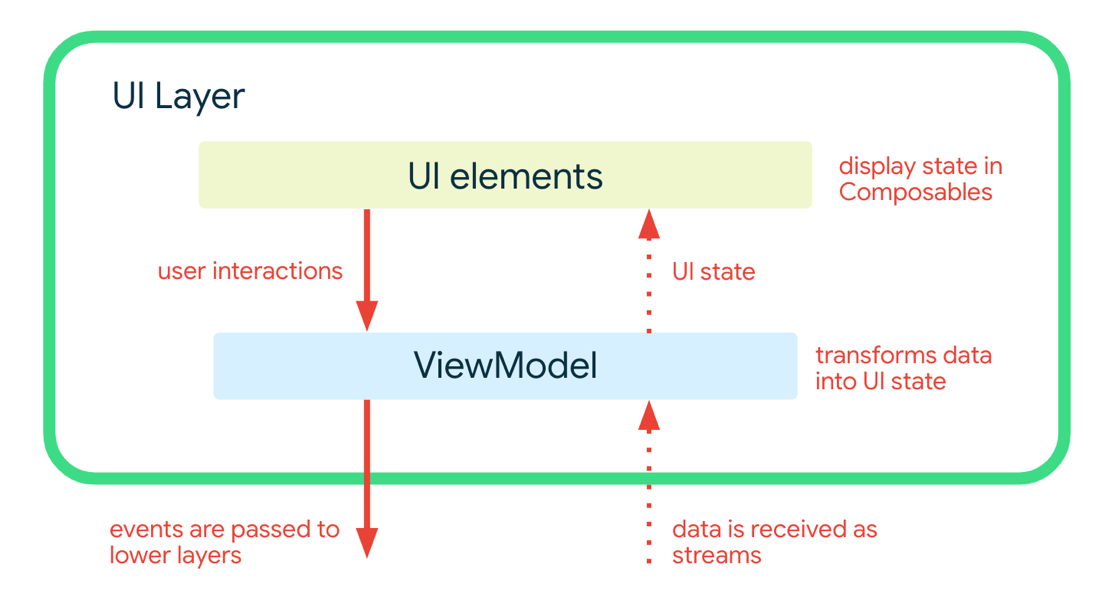 UI Layer
UI elements
display state in
Composables
user interactions
UI state
ViewModel
transforms data
into UI state
events are passed to
lower layers
data is received as
streams